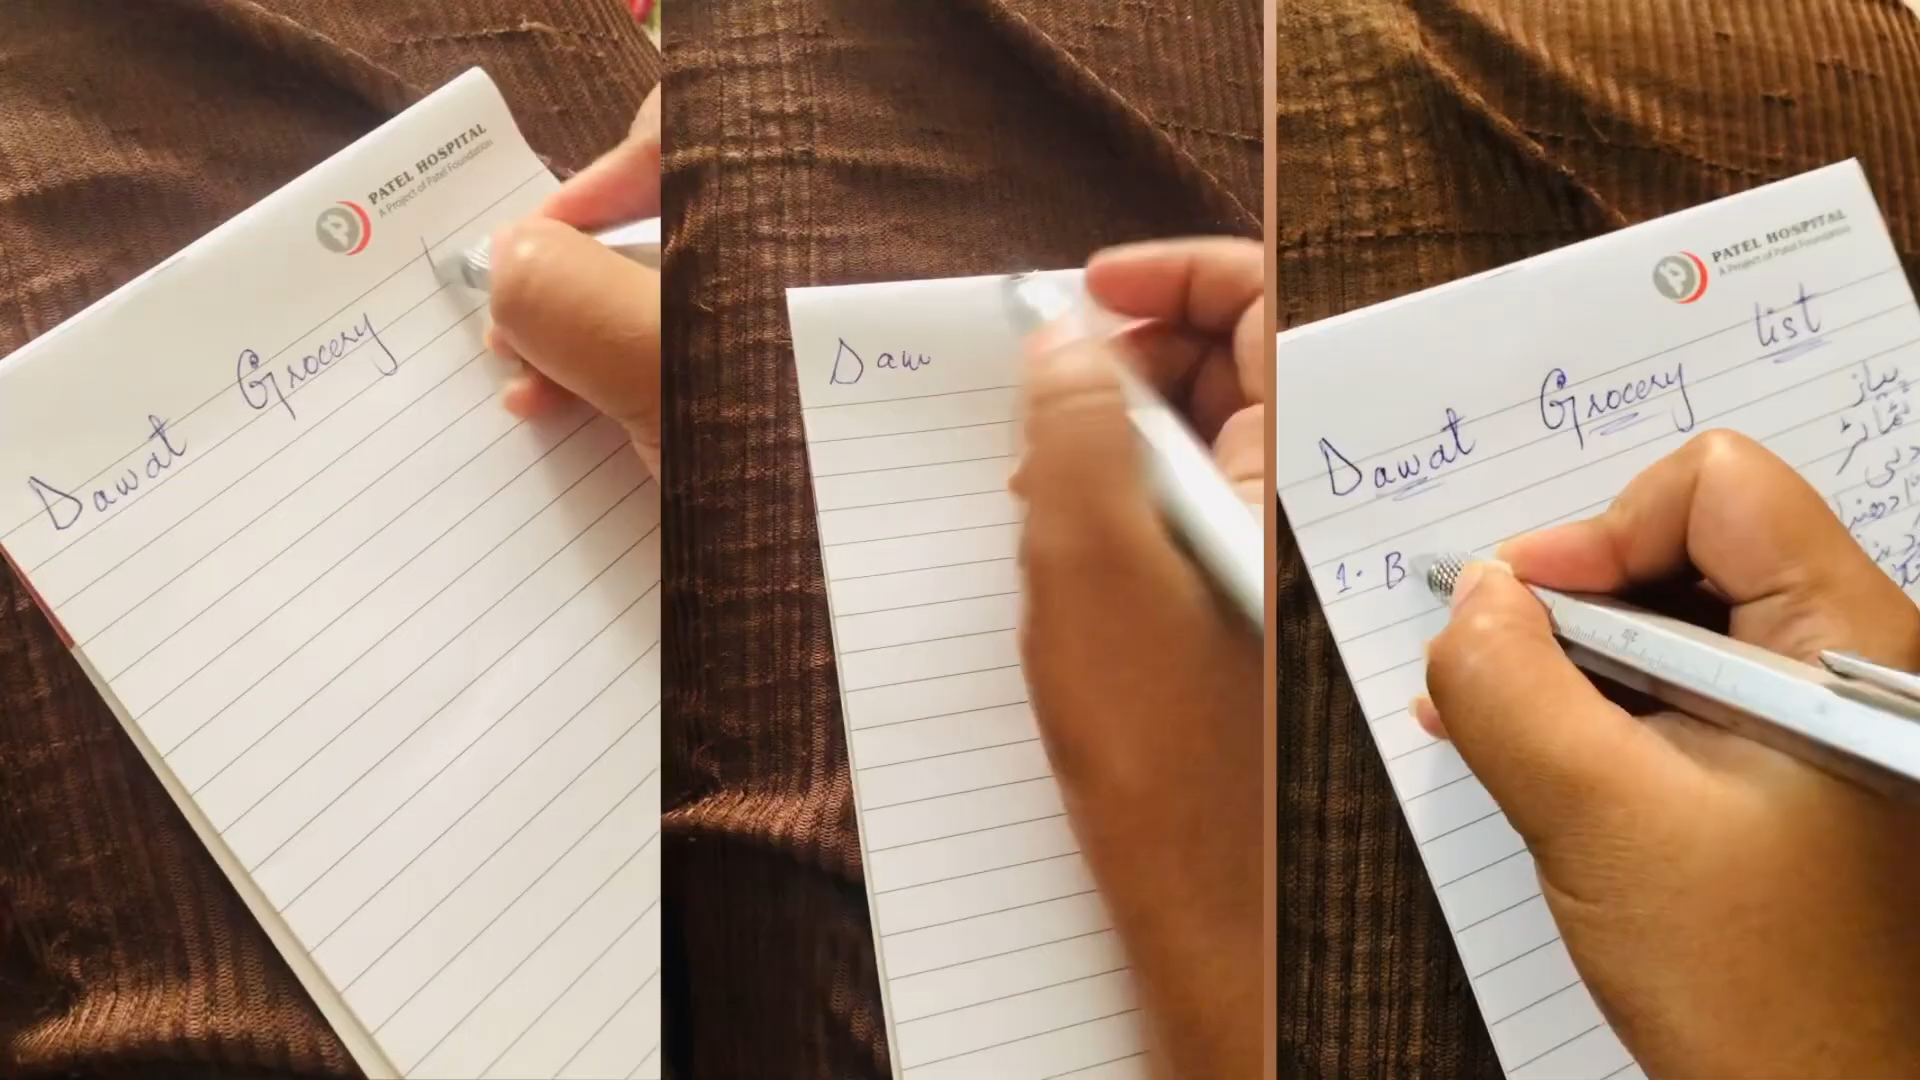 PATEL HOSPITAL
A Project of Patel Foundation
Dawat Grocery
Daw
PATEL HOSPITAL
A Project of Patel Foundation
Dawat Grocery list
پیاز
ٹماٹر
دہی
1. B